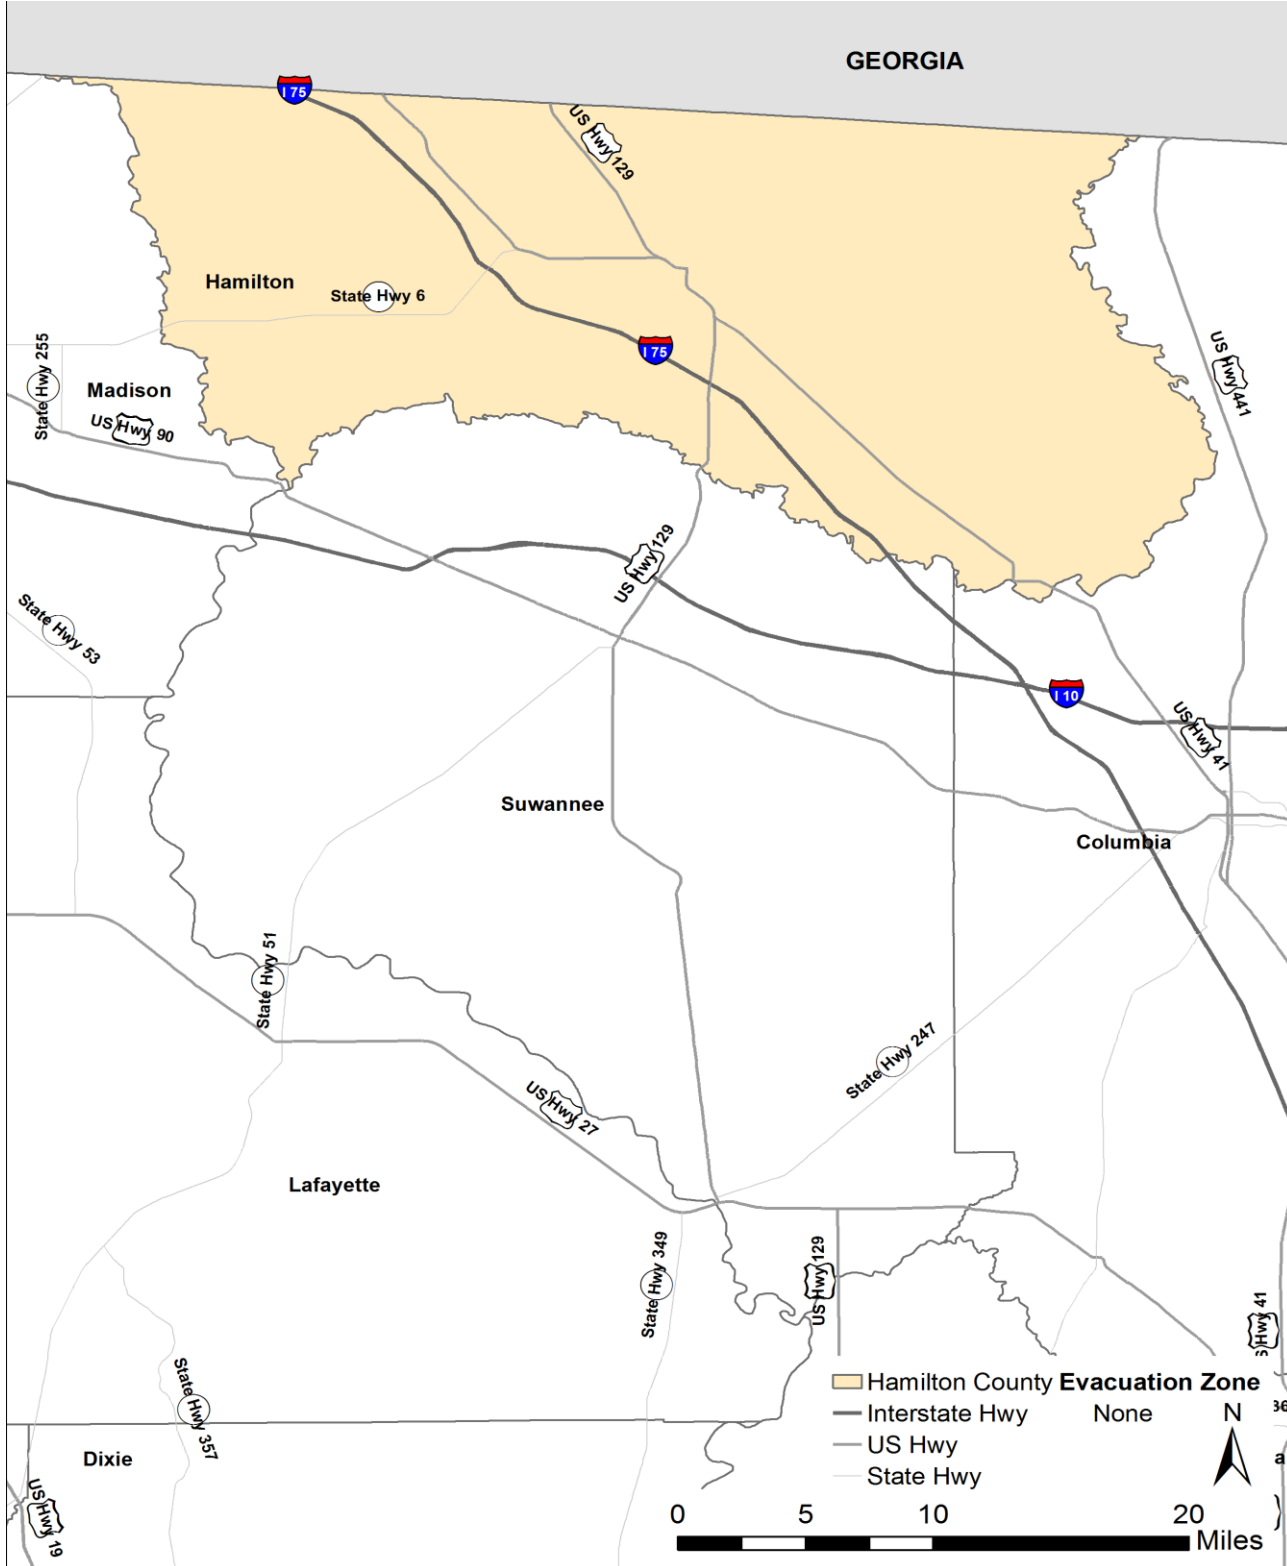 GEORGIA
I 75
US Hwy 129
Hamilton
State Hwy 6
I 75
State Hwy 255
Madison
US Hwy 90
US Hwy 441
US Hwy 129
State Hwy 53
I 10
US Hwy 41
Suwannee
Columbia
State Hwy 51
State Hwy 247
US Hwy 27
Lafayette
State Hwy 349
US Hwy 129
Hwy 41
State Hwy 357
Dixie
US Hwy 19
Hamilton County Evacuation Zone
Interstate Hwy None N
US Hwy
State Hwy
0 5 10 20
Miles